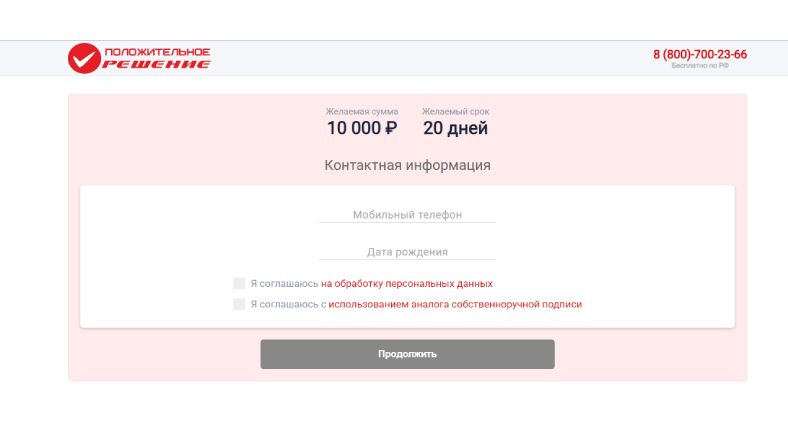 ПОЛОЖИТЕЛЬНОЕ
РЕШЕНИЕ
8 (800)-700-23-66
Бесплатно по РФ
Желаемая сумма
10 000 ₽
Желаемый срок
20 дней
Контактная информация
Мобильный телефон
Дата рождения
Я соглашаюсь на обработку персональных данных
Я соглашаюсь с использованием аналога собственноручной подписи
Продолжить